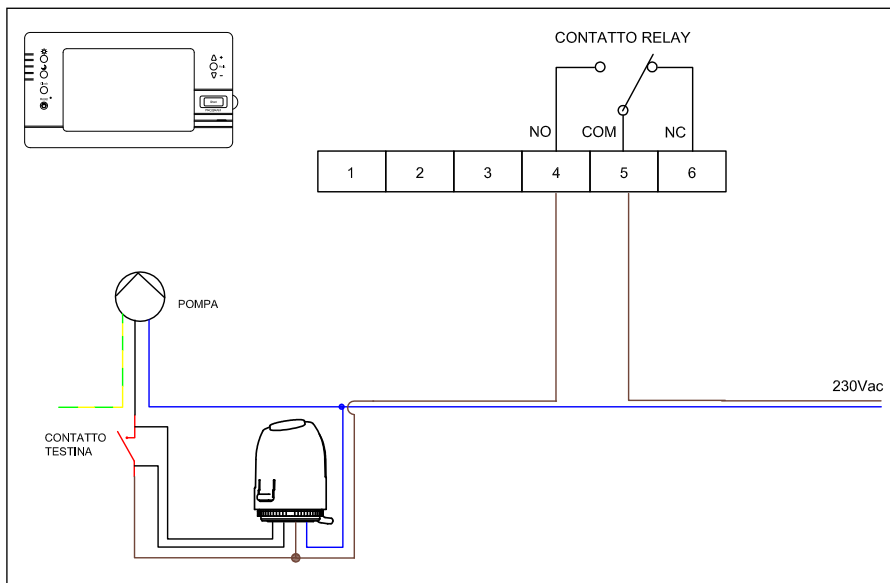 CONTATTO RELAY
NO COM NC
1 2 3 4 5 6
POMPA
230Vac
CONTATTO
TESTINA